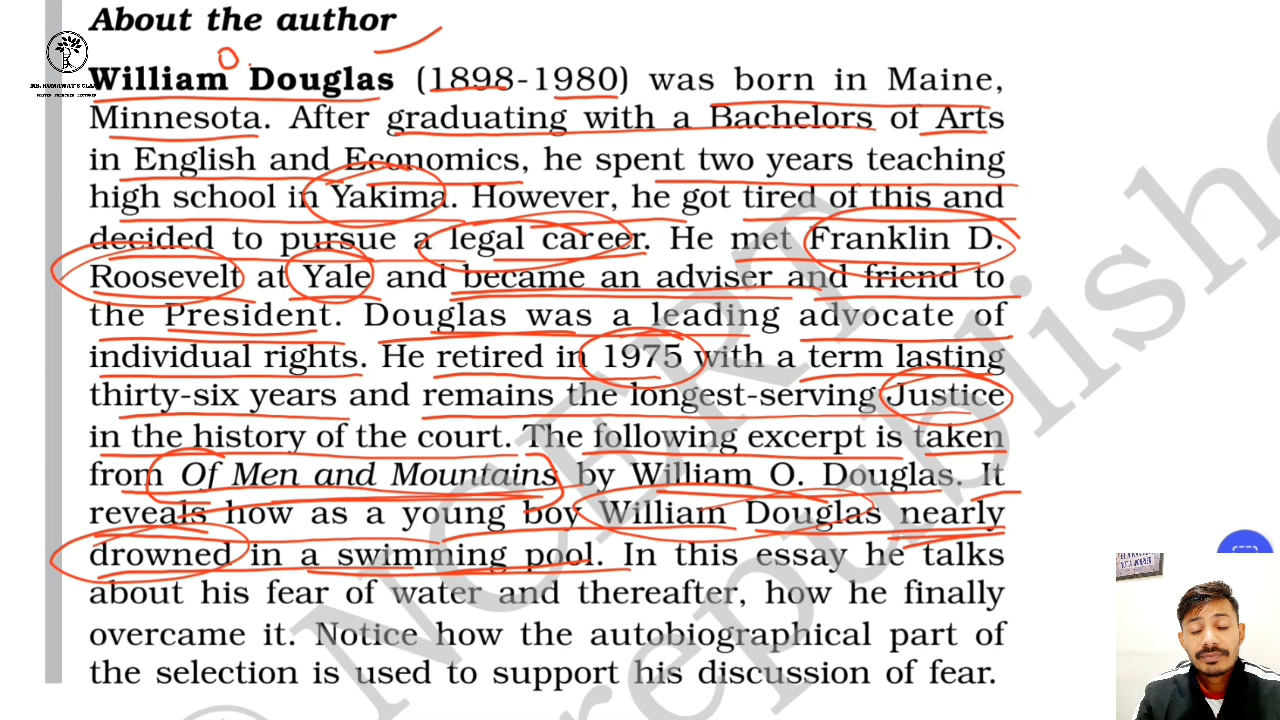 About the author
William Douglas (1898-1980) was born in Maine,
Minnesota. After graduating with a Bachelors of Arts
in English and Economics, he spent two years teaching
high school in Yakima. However, he got tired of this and
decided to pursue a legal career. He met Franklin D.
Roosevelt at Yale and became an adviser and friend to
the President. Douglas was a leading advocate of
individual rights. He retired in 1975 with a term lasting
thirty-six years and remains the longest-serving Justice
in the history of the court. The following excerpt is taken
from Of Men and Mountains by William O. Douglas. It
reveals how as a young boy William Douglas nearly
drowned in a swimming pool. In this essay he talks
about his fear of water and thereafter, how he finally
overcame it. Notice how the autobiographical part of
the selection is used to support his discussion of fear.
O.
© NCERT
republishe